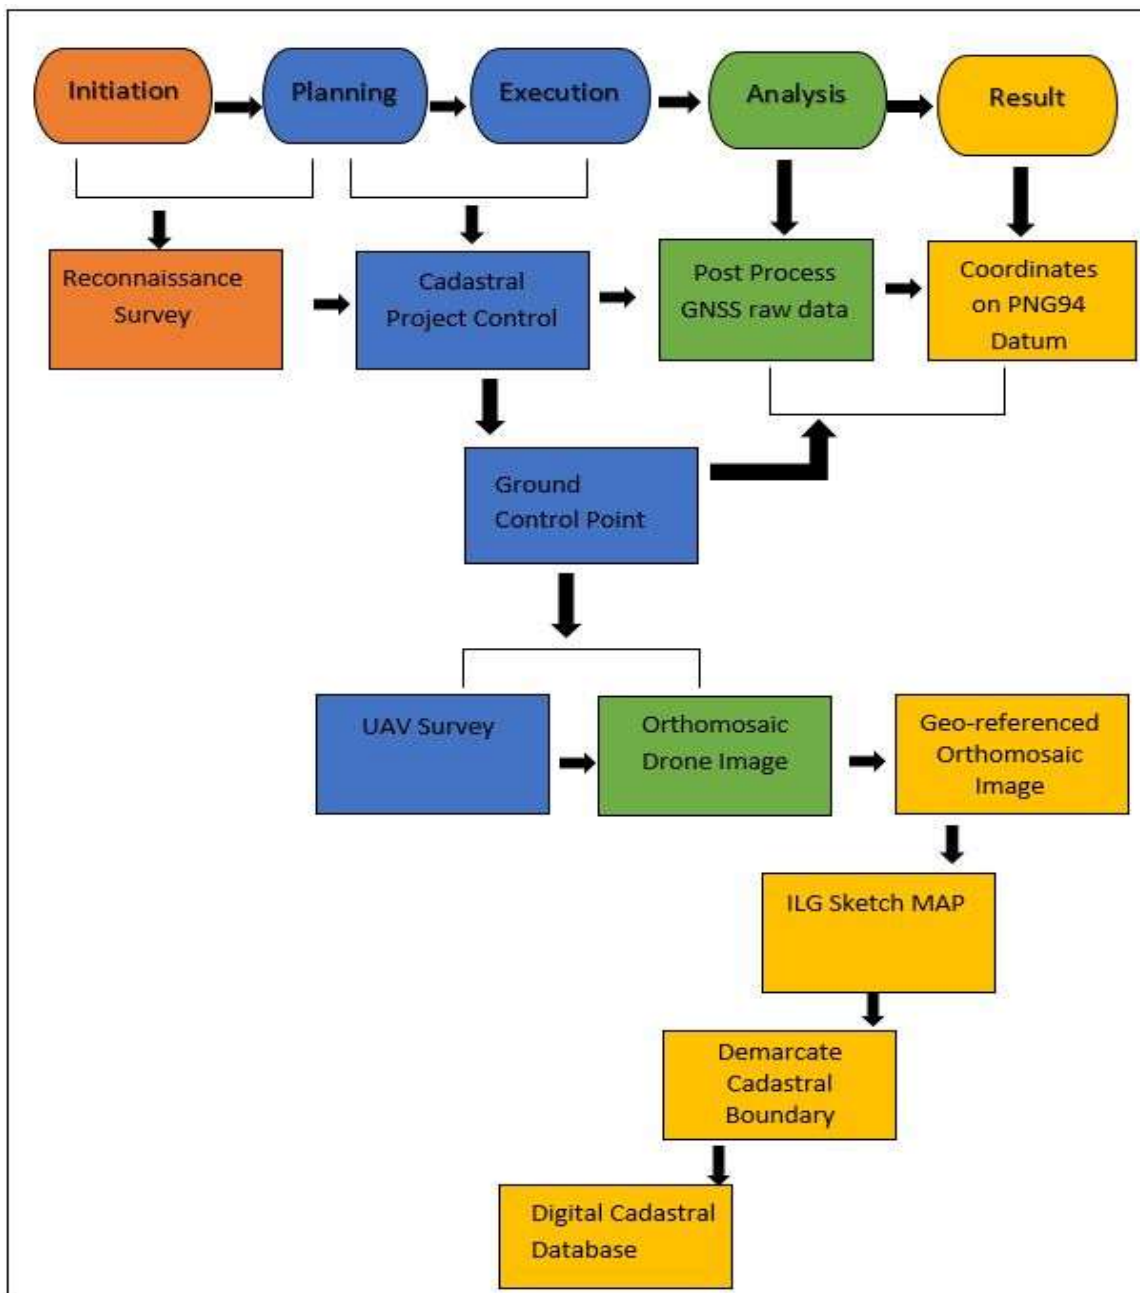 Initiation
Planning
Execution
Analysis
Result
Reconnaissance
Survey
Cadastral
Project Control
Post Process
GNSS raw data
Coordinates
on PNG94
Datum
Ground
Control Point
UAV Survey
Orthomosaic
Drone Image
Geo-referenced
Orthomosaic
Image
ILG Sketch MAP
Demarcate
Cadastral
Boundary
Digital Cadastral
Database